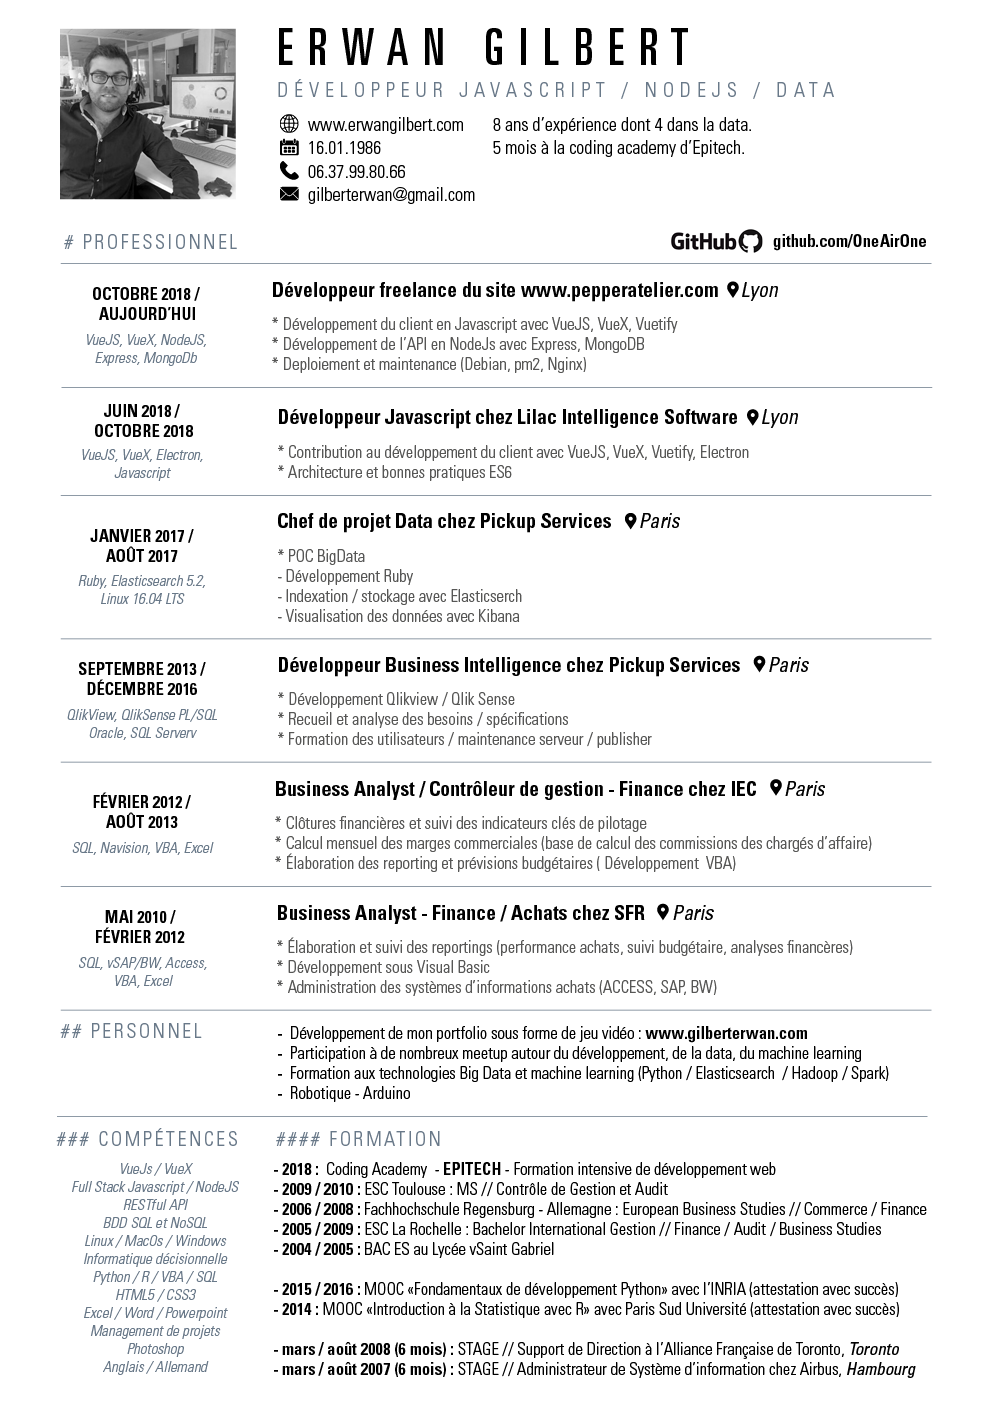 ERWAN GILBERT
DÉVELOPPEUR JAVASCRIPT / NODEJS / DATA
www.erwangilbert.com
8 ans d'expérience dont 4 dans la data.
16.01.1986
5 mois à la coding academy d'Epitech.
06.37.99.80.66
gilberterwan@gmail.com
# PROFESSIONNEL
GitHub github.com/OneAirOne
OCTOBRE 2018 /
AUJOURD'HUI
VueJS, VueX, NodeJS,
Express, MongoDb
Développeur freelance du site www.pepperatelier.com Lyon
* Développement du client en Javascript avec VueJS, VueX, Vuetify
* Développement de l'API en NodeJs avec Express, MongoDB
* Deploiement et maintenance (Debian, pm2, Nginx)
JUIN 2018 /
OCTOBRE 2018
VueJS, VueX, Electron,
Javascript
Développeur Javascript chez Lilac Intelligence Software Lyon
* Contribution au développement du client avec VueJS, VueX, Vuetify, Electron
* Architecture et bonnes pratiques ES6
JANVIER 2017 /
AOÛT 2017
Ruby, Elasticsearch 5.2,
Linux 16.04 LTS
Chef de projet Data chez Pickup Services Paris
* POC BigData
- Développement Ruby
- Indexation / stockage avec Elasticserch
- Visualisation des données avec Kibana
SEPTEMBRE 2013 /
DÉCEMBRE 2016
QlikView, QlikSense PL/SQL
Oracle, SQL Serverv
Développeur Business Intelligence chez Pickup Services Paris
* Développement Qlikview / Qlik Sense
* Recueil et analyse des besoins / spécifications
* Formation des utilisateurs / maintenance serveur / publisher
FÉVRIER 2012 /
AOÛT 2013
SQL, Navision, VBA, Excel
Business Analyst / Contrôleur de gestion - Finance chez IEC Paris
* Clôtures financières et suivi des indicateurs clés de pilotage
* Calcul mensuel des marges commerciales (base de calcul des commissions des chargés d'affaire)
* Élaboration des reporting et prévisions budgétaires ( Développement VBA)
MAI 2010 /
FÉVRIER 2012
SQL, vSAP/BW, Access,
VBA, Excel
Business Analyst - Finance / Achats chez SFR Paris
* Élaboration et suivi des reportings (performance achats, suivi budgétaire, analyses finances)
* Développement sous Visual Basic
* Administration des systèmes d'informations achats (ACCESS, SAP, BW)
## PERSONNEL
- Développement de mon portfolio sous forme de jeu vidéo : www.gilberterwan.com
- Participation à de nombreux meetup autour du développement, de la data, du machine learning
- Formation aux technologies Big Data et machine learning (Python / Elasticsearch / Hadoop / Spark)
- Robotique - Arduino
### COMPÉTENCES
VueJs / VueX
Full Stack Javascript / NodeJS
RESTful API
BDD SQL et NoSQL
Linux / MacOs / Windows
Informatique décisionnelle
Python / R / VBA / SQL
HTML5 / CSS3
Excel / Word / Powerpoint
Management de projets
Photoshop
Anglais / Allemand
#### FORMATION
- 2018 : Coding Academy - EPITECH - Formation intensive de développement web
- 2009 / 2010 : ESC Toulouse : MS // Contrôle de Gestion et Audit
- 2006 / 2008 : Fachhochschule Regensburg - Allemagne : European Business Studies // Commerce / Finance
- 2005 / 2009 : ESC La Rochelle : Bachelor International Gestion // Finance / Audit / Business Studies
- 2004 / 2005 : BAC ES au Lycée vSaint Gabriel
- 2015 / 2016 : MOOC «Fondamentaux de développement Python» avec l'INRIA (attestation avec succès)
- 2014 : MOOC «Introduction à la Statistique avec R» avec Paris Sud Université (attestation avec succès)
- mars / août 2008 (6 mois) : STAGE // Support de Direction à l'Alliance Française de Toronto, Toronto
- mars / août 2007 (6 mois) : STAGE // Administrateur de Système d'information chez Airbus, Hambourg